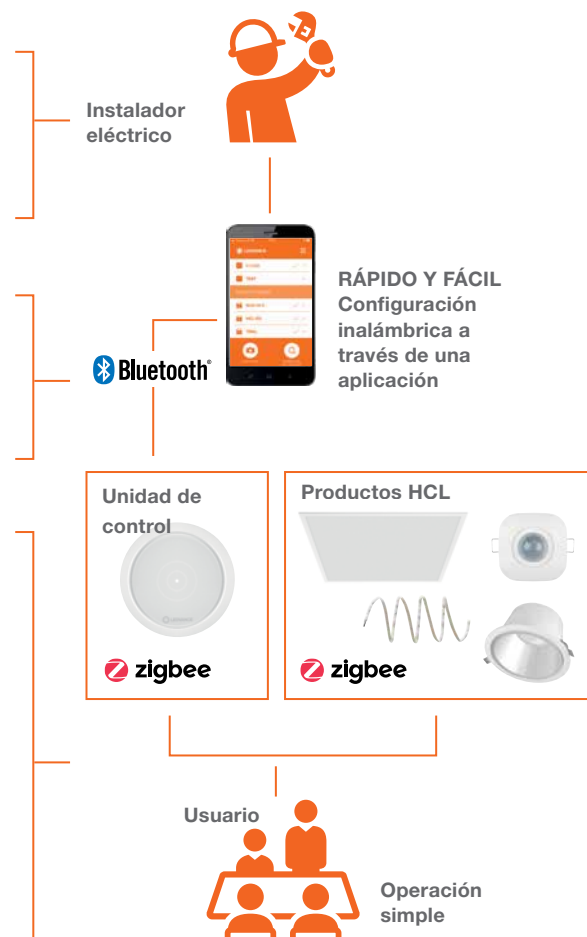 Instalador
eléctrico
RÁPIDO Y FÁCIL
Configuración
inalámbrica a
través de una
aplicación
Bluetooth®
Unidad de
control
zigbee
Productos HCL
zigbee
Usuario
Operación
simple